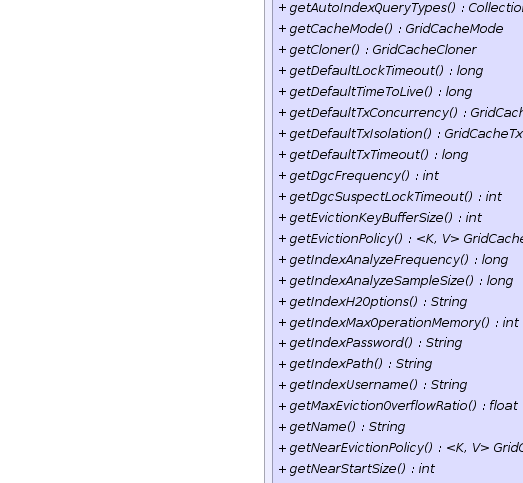 + getAutoIndexQueryTypes() : Collectio
+ getCacheMode() : GridCacheMode
+ getCloner() : GridCacheCloner
+ getDefaultLockTimeout() : long
+ getDefaultTimeToLive() : long
+ getDefaultTxConcurrency() : GridCach
+ getDefaultTxIsolation() : GridCacheTx
+ getDefaultTxTimeout() : long
+ getDgcFrequency() : int
+ getDgcSuspectLockTimeout() : int
+ getEvictionKeyBufferSize() : int
+ getEvictionPolicy() : <K, V> GridCache
+ getIndexAnalyzeFrequency() : long
+ getIndexAnalyzeSampleSize() : long
+ getIndexH2Options() : String
+ getIndexMaxOperationMemory() : int
+ getIndexPassword() : String
+ getIndexPath() : String
+ getIndexUsername() : String
+ getMaxEvictionOverflowRatio() : float
+ getName() : String
+ getNearEvictionPolicy() : <K, V> Grid
+ getNearStartSize() : int